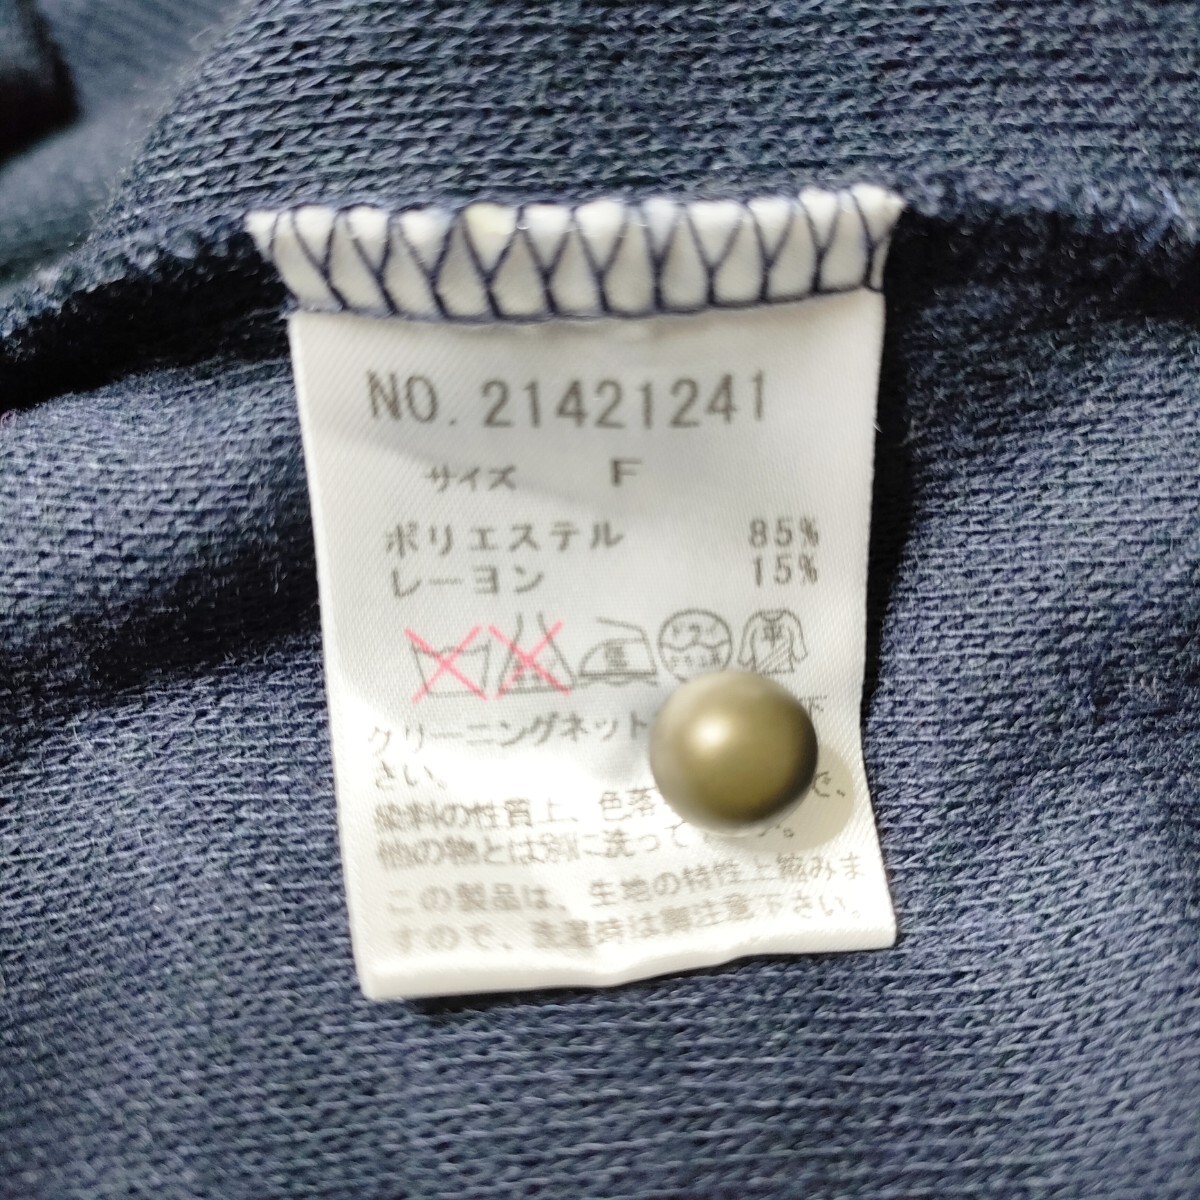 NO. 21421241
サイズ F
ポリエステル 85%
レーヨン 15%
平
クリーニングネット 下
さい。
染料の性質上、色落 で、
他の物とは別に洗って 。
この製品は、生地の特性上縮みま
すので、洗濯時は御注意下さい。